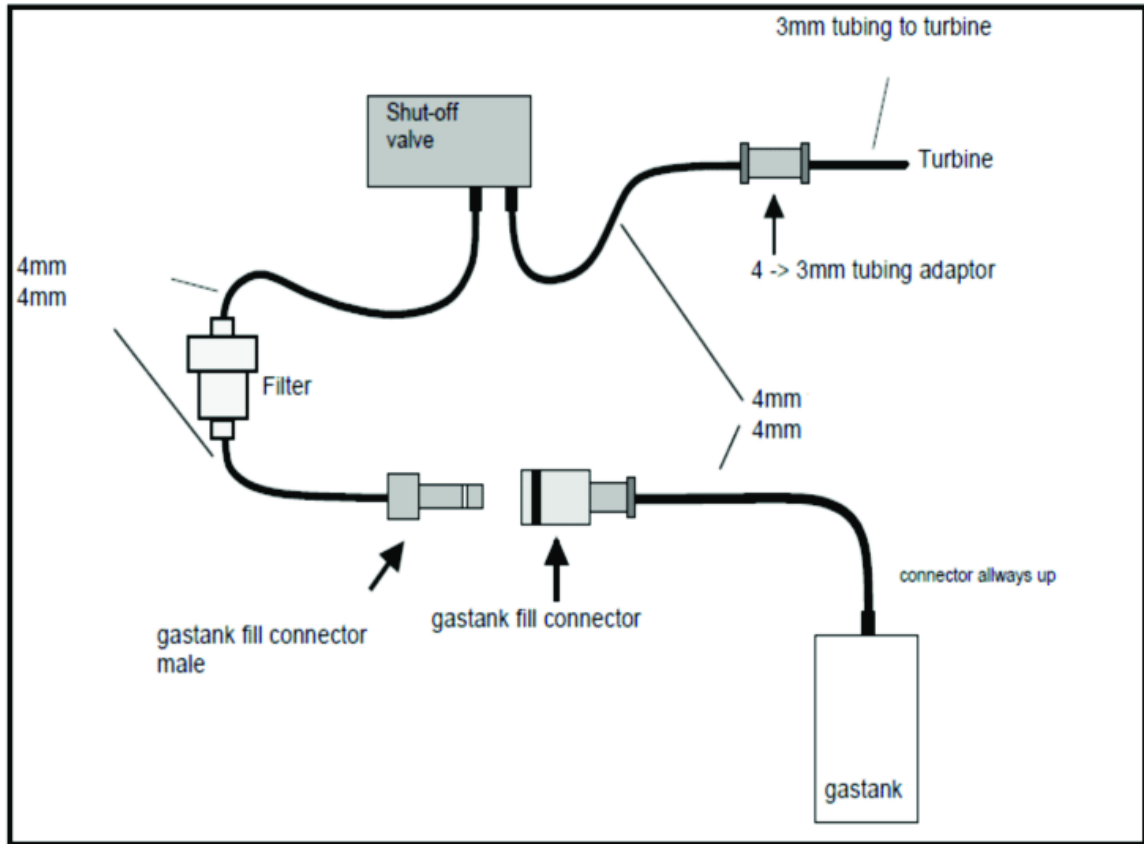 3mm tubing to turbine
Shut-off
valve
Turbine
4mm
4mm
4 -> 3mm tubing adaptor
Filter
4mm
4mm
connector allways up
gastank fill connector
male
gastank fill connector
gastank